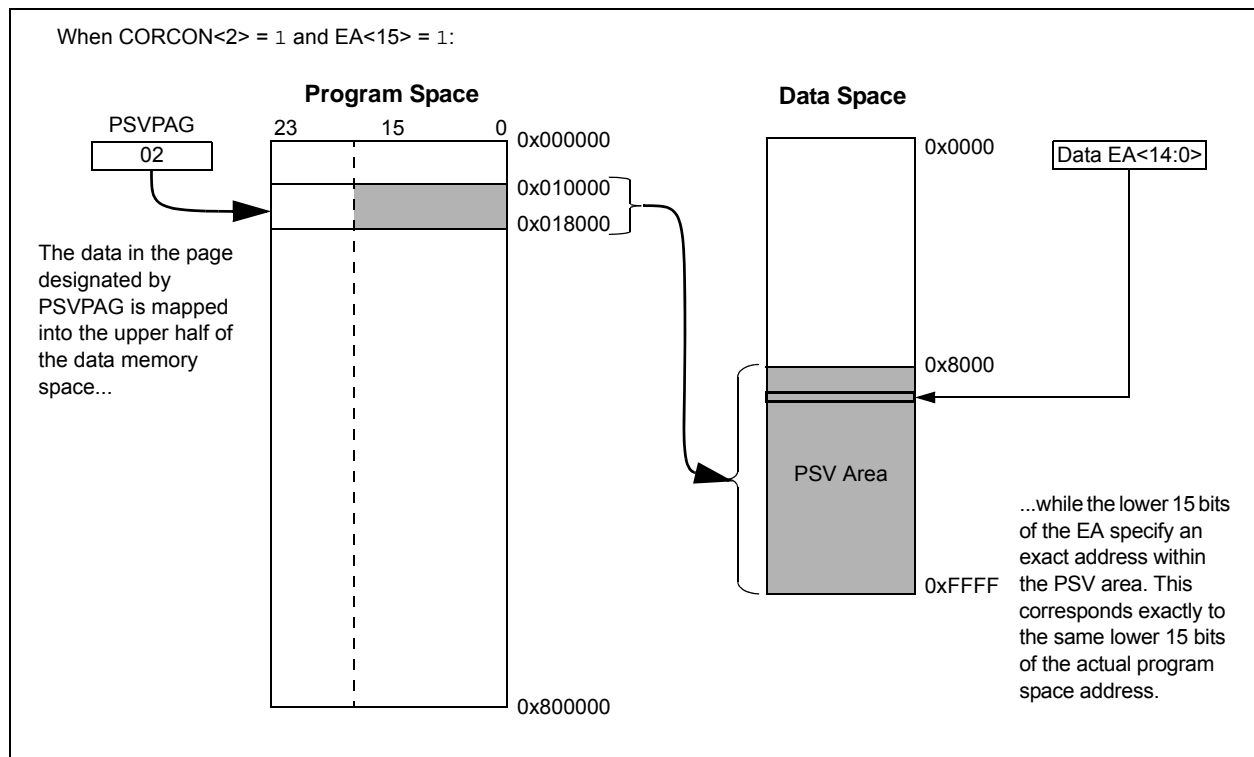 When CORCON<2> = 1 and EA<15> = 1:
Program Space
Data Space
PSVPAG
02
23
15
0
0x000000
0x010000
0x018000
0x800000
The data in the page
designated by
PSVPAG is mapped
into the upper half of
the data memory
space...
0x0000
Data EA<14:0>
0x8000
PSV Area
0xFFFF
...while the lower 15 bits
of the EA specify an
exact address within
the PSV area. This
corresponds exactly to
the same lower 15 bits
of the actual program
space address.